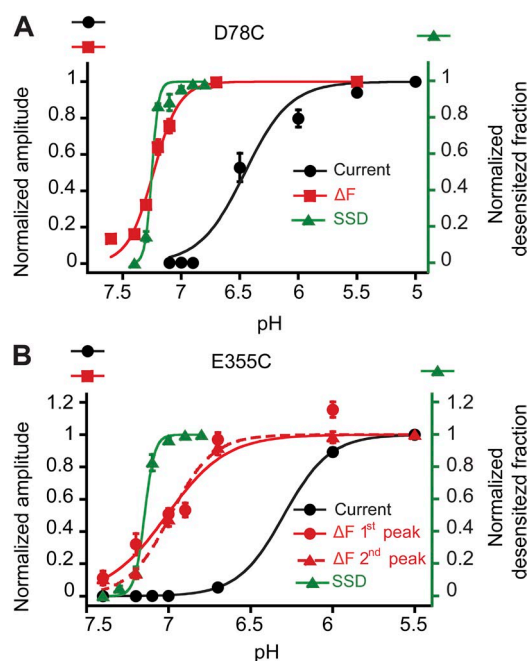 A
D78C
Normalized amplitude
1
0.8
0.6
0.4
0.2
0
Current
ΔF
SSD
1
0.8
0.6
0.4
0.2
0
Normalized
desensitezd fraction
7.5 7 6.5 6 5.5 5
pH
B
E355C
Normalized amplitude
1.2
1
0.8
0.6
0.4
0.2
0
Current
ΔF 1st peak
ΔF 2nd peak
SSD
1.2
1
0.8
0.6
0.4
0.2
0
Normalized
desensitezd fraction
7.5 7 6.5 6 5.5
pH